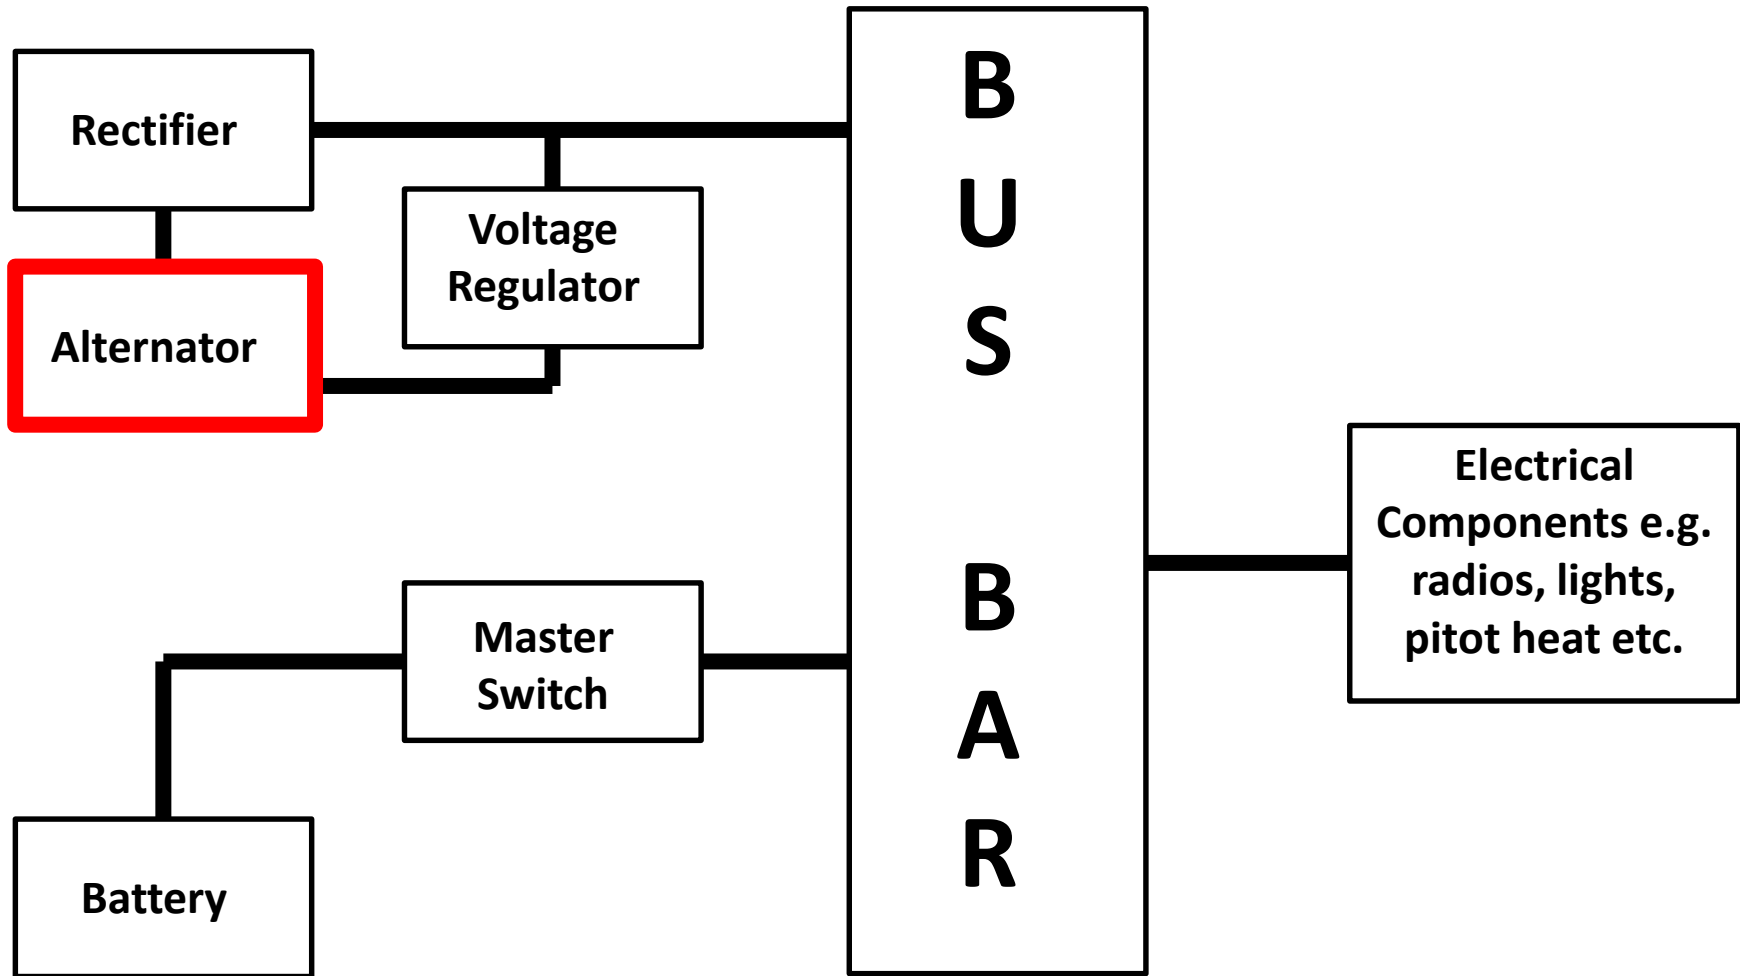 Rectifier
Voltage
Regulator
Alternator
B
U
S
B
A
R
Electrical
Components e.g.
radios, lights,
pitot heat etc.
Master
Switch
Battery